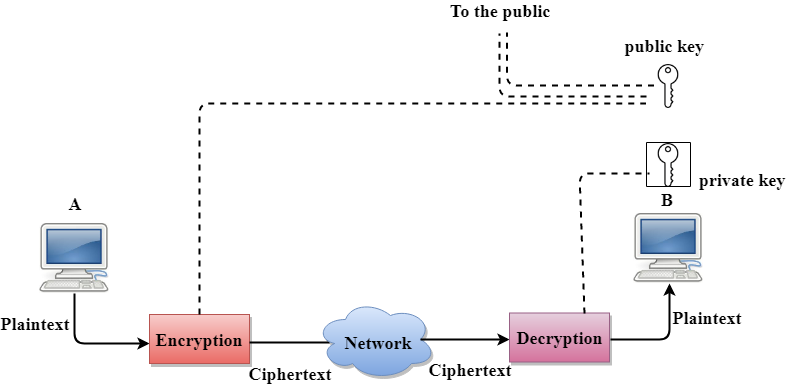 To the public
public key
private key
A
B
Plaintext
Encryption
Ciphertext
Network
Ciphertext
Decryption
Plaintext